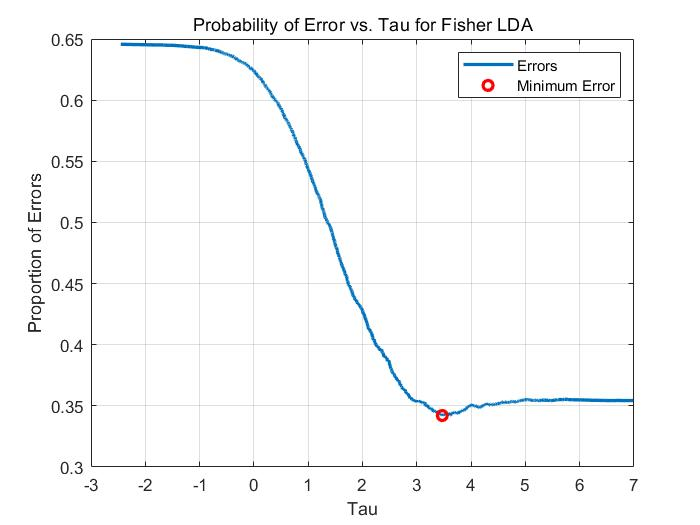 Probability of Error vs. Tau for Fisher LDA
Errors
Minimum Error
Proportion of Errors
0.65
0.6
0.55
0.5
0.45
0.4
0.35
0.3
-3 -2 -1 0 1 2 3 4 5 6 7
Tau